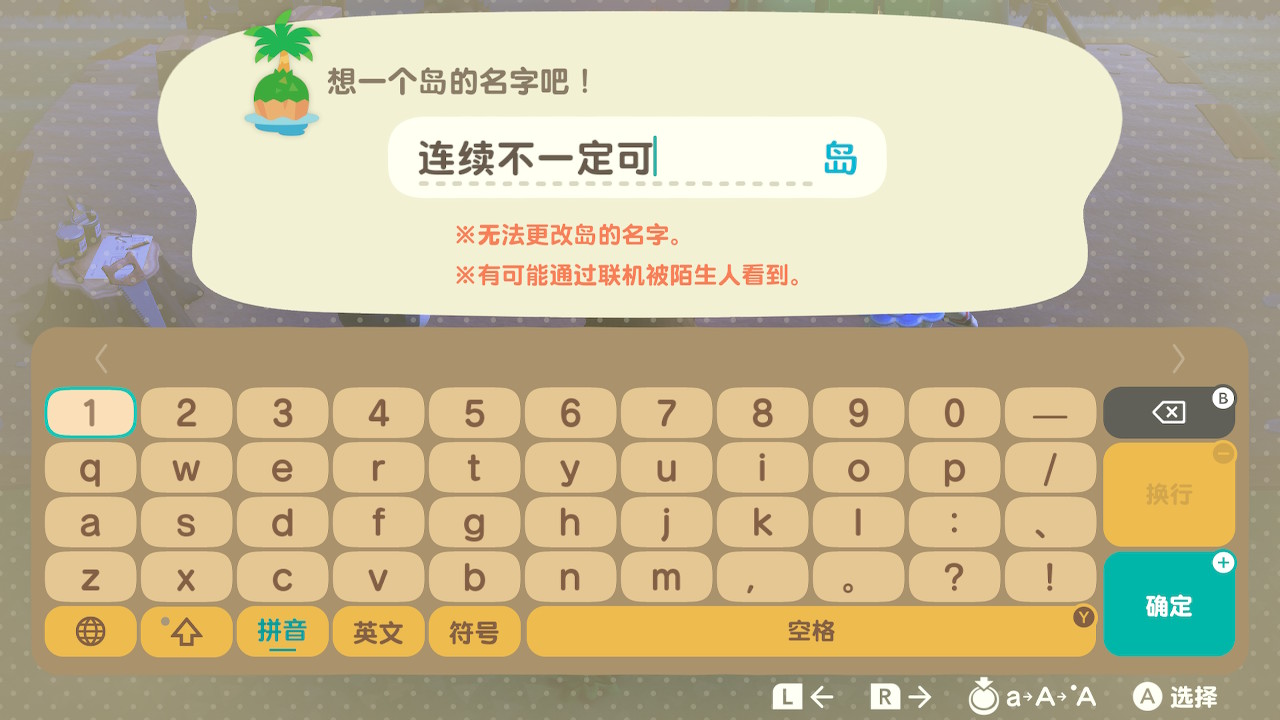 想一个岛的名字吧！
连续不一定可 岛
※无法更改岛的名字。
※有可能通过联机被陌生人看到。
1 2 3 4 5 6 7 8 9 0 — B
q w e r t y u i o p / 换行
a s d f g h j k l : 、
z x c v b n m , 。 ? ! 确定
拼音 英文 符号 空格 Y
L ← R → a→A→•A A 选择